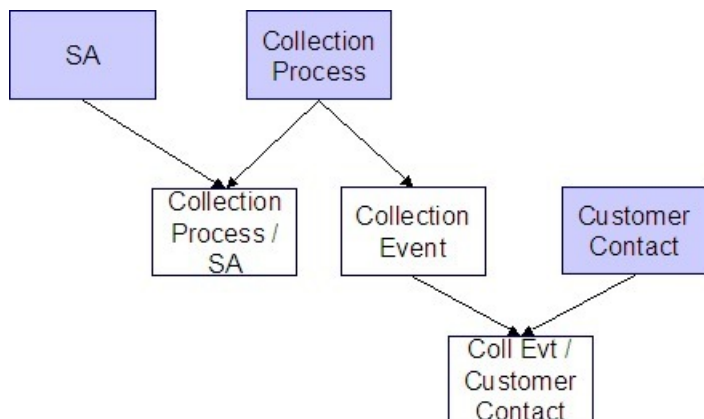 SA
Collection
Process
Collection
Process /
SA
Collection
Event
Customer
Contact
Coll Evt /
Customer
Contact